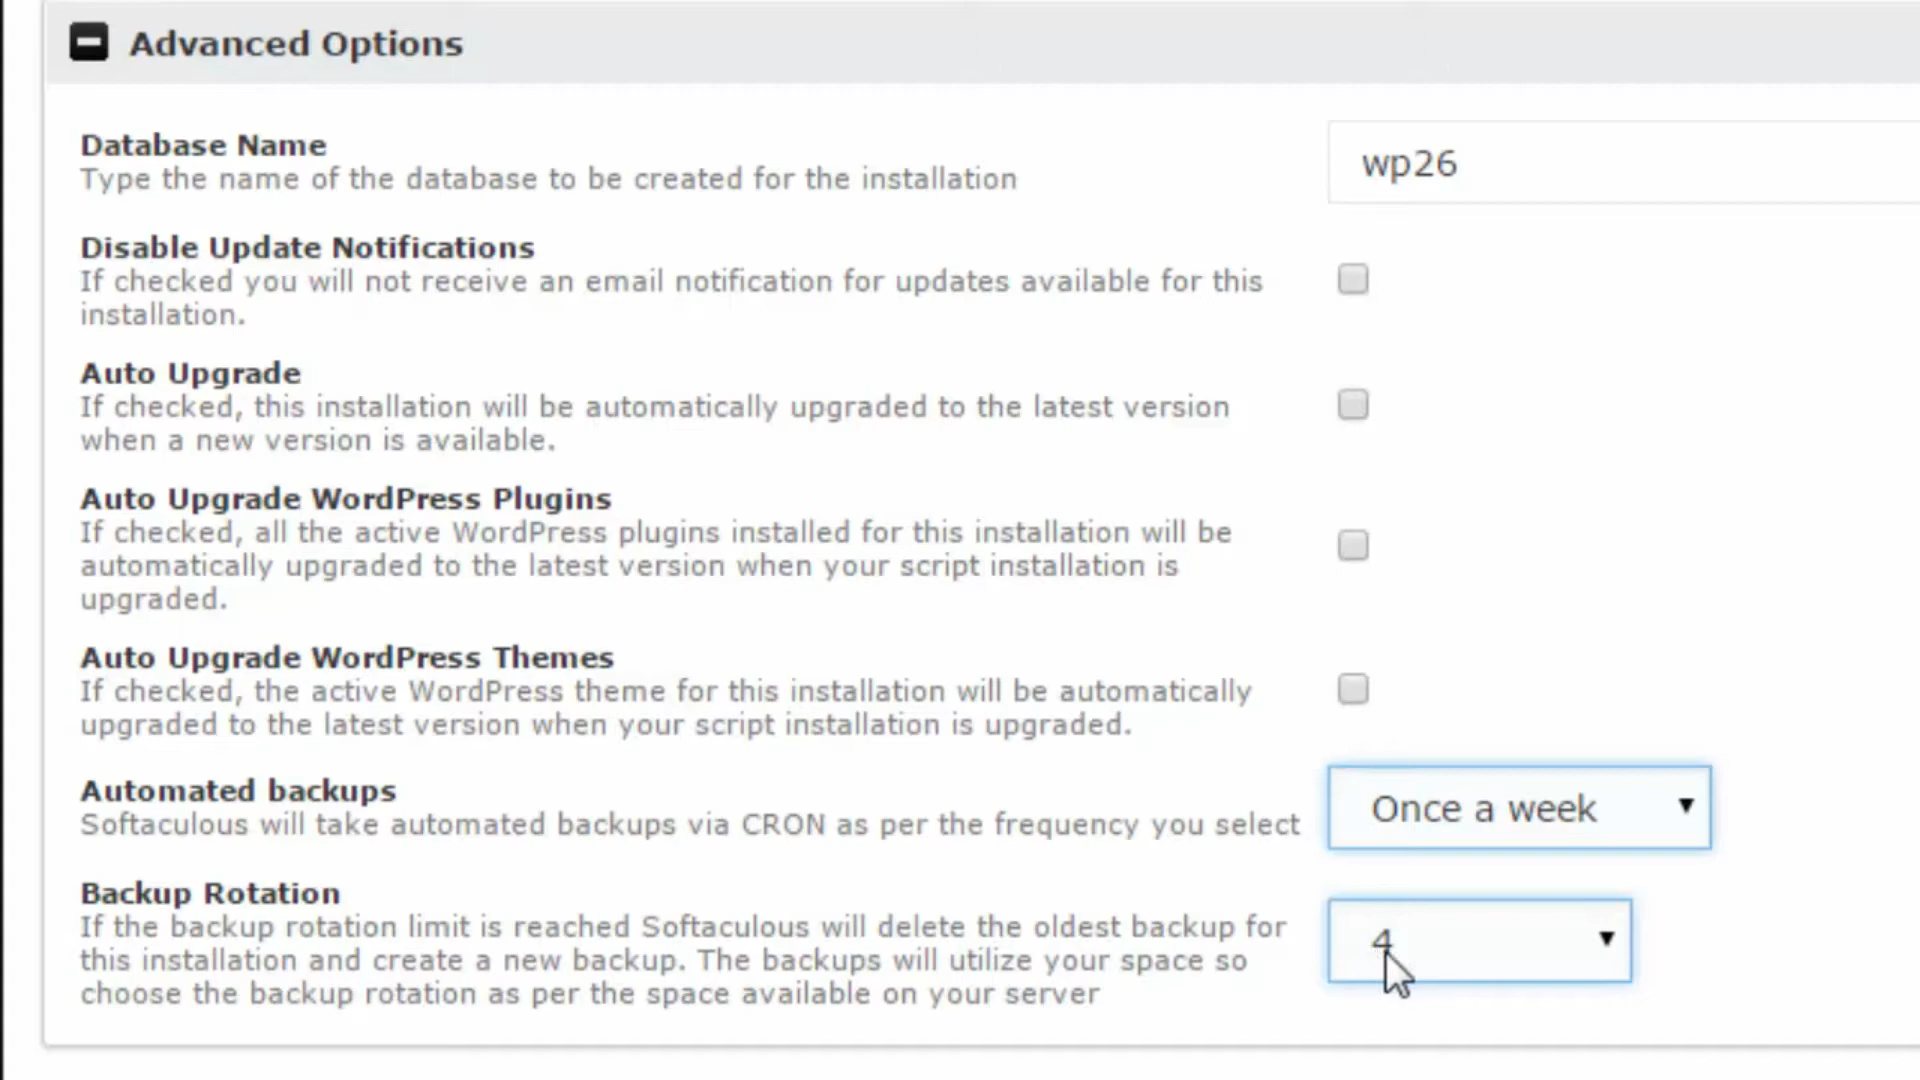 Advanced Options
Database Name
Type the name of the database to be created for the installation
wp26
Disable Update Notifications
If checked you will not receive an email notification for updates available for this
installation.
Auto Upgrade
If checked, this installation will be automatically upgraded to the latest version
when a new version is available.
Auto Upgrade WordPress Plugins
If checked, all the active WordPress plugins installed for this installation will be
automatically upgraded to the latest version when your script installation is
upgraded.
Auto Upgrade WordPress Themes
If checked, the active WordPress theme for this installation will be automatically
upgraded to the latest version when your script installation is upgraded.
Automated backups
Softaculous will take automated backups via CRON as per the frequency you select
Once a week
Backup Rotation
If the backup rotation limit is reached Softaculous will delete the oldest backup for
this installation and create a new backup. The backups will utilize your space so
choose the backup rotation as per the space available on your server
4